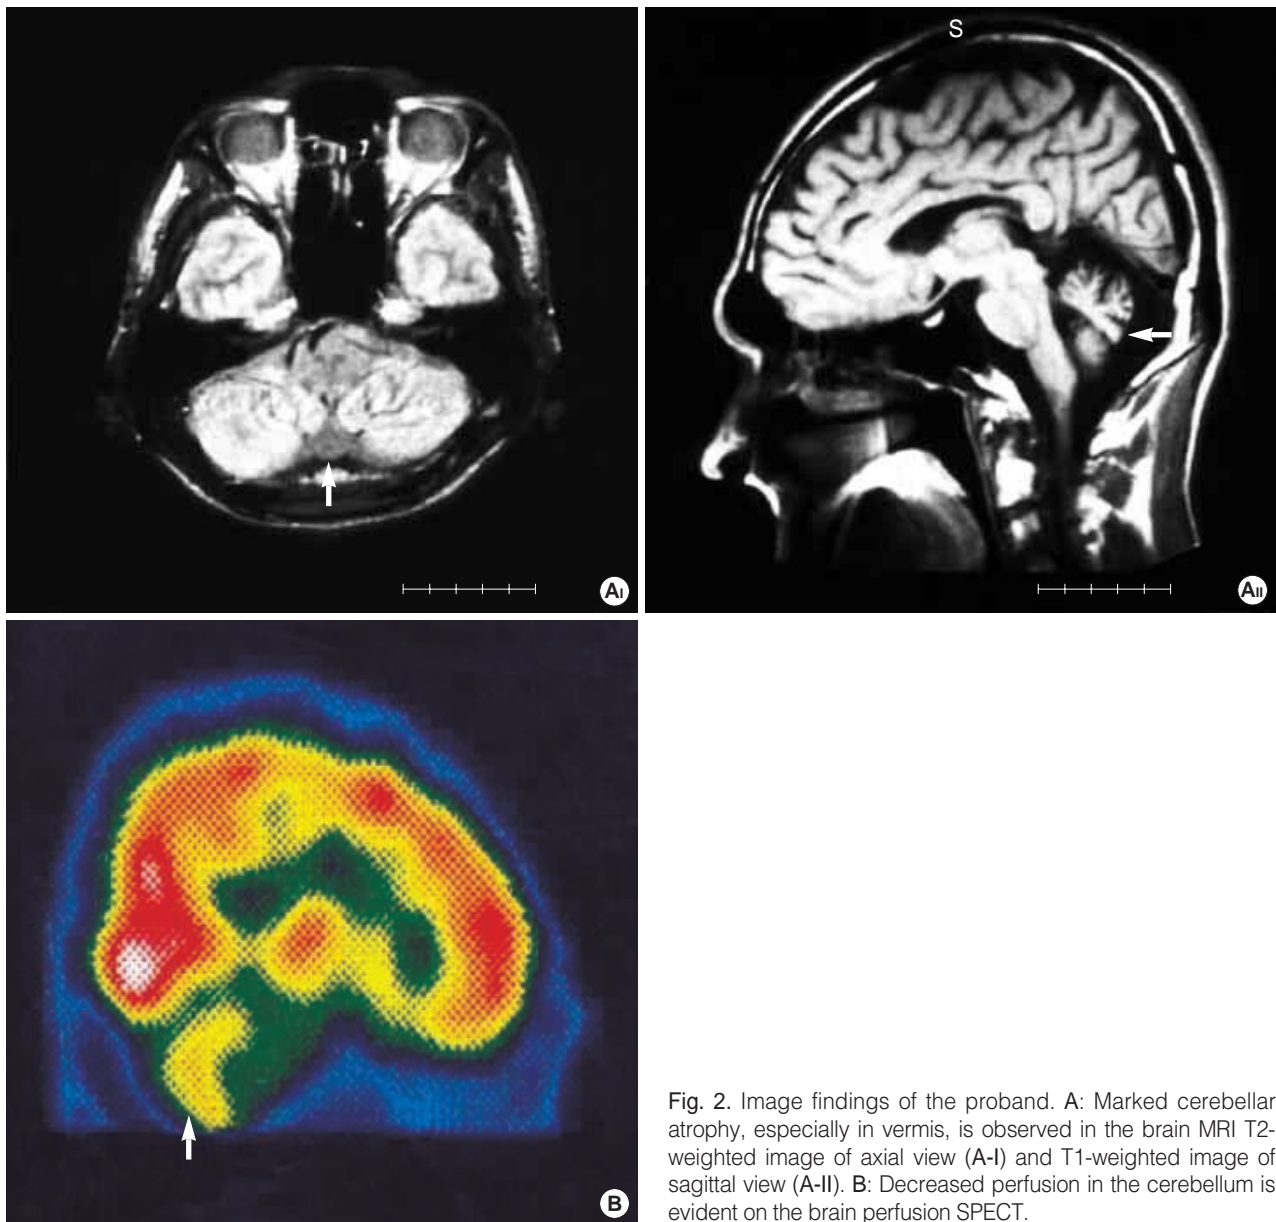 S
AI
AII
B
Fig. 2. Image findings of the proband. A: Marked cerebellar
atrophy, especially in vermis, is observed in the brain MRI T2-
weighted image of axial view (A-I) and T1-weighted image of
sagittal view (A-II). B: Decreased perfusion in the cerebellum is
evident on the brain perfusion SPECT.